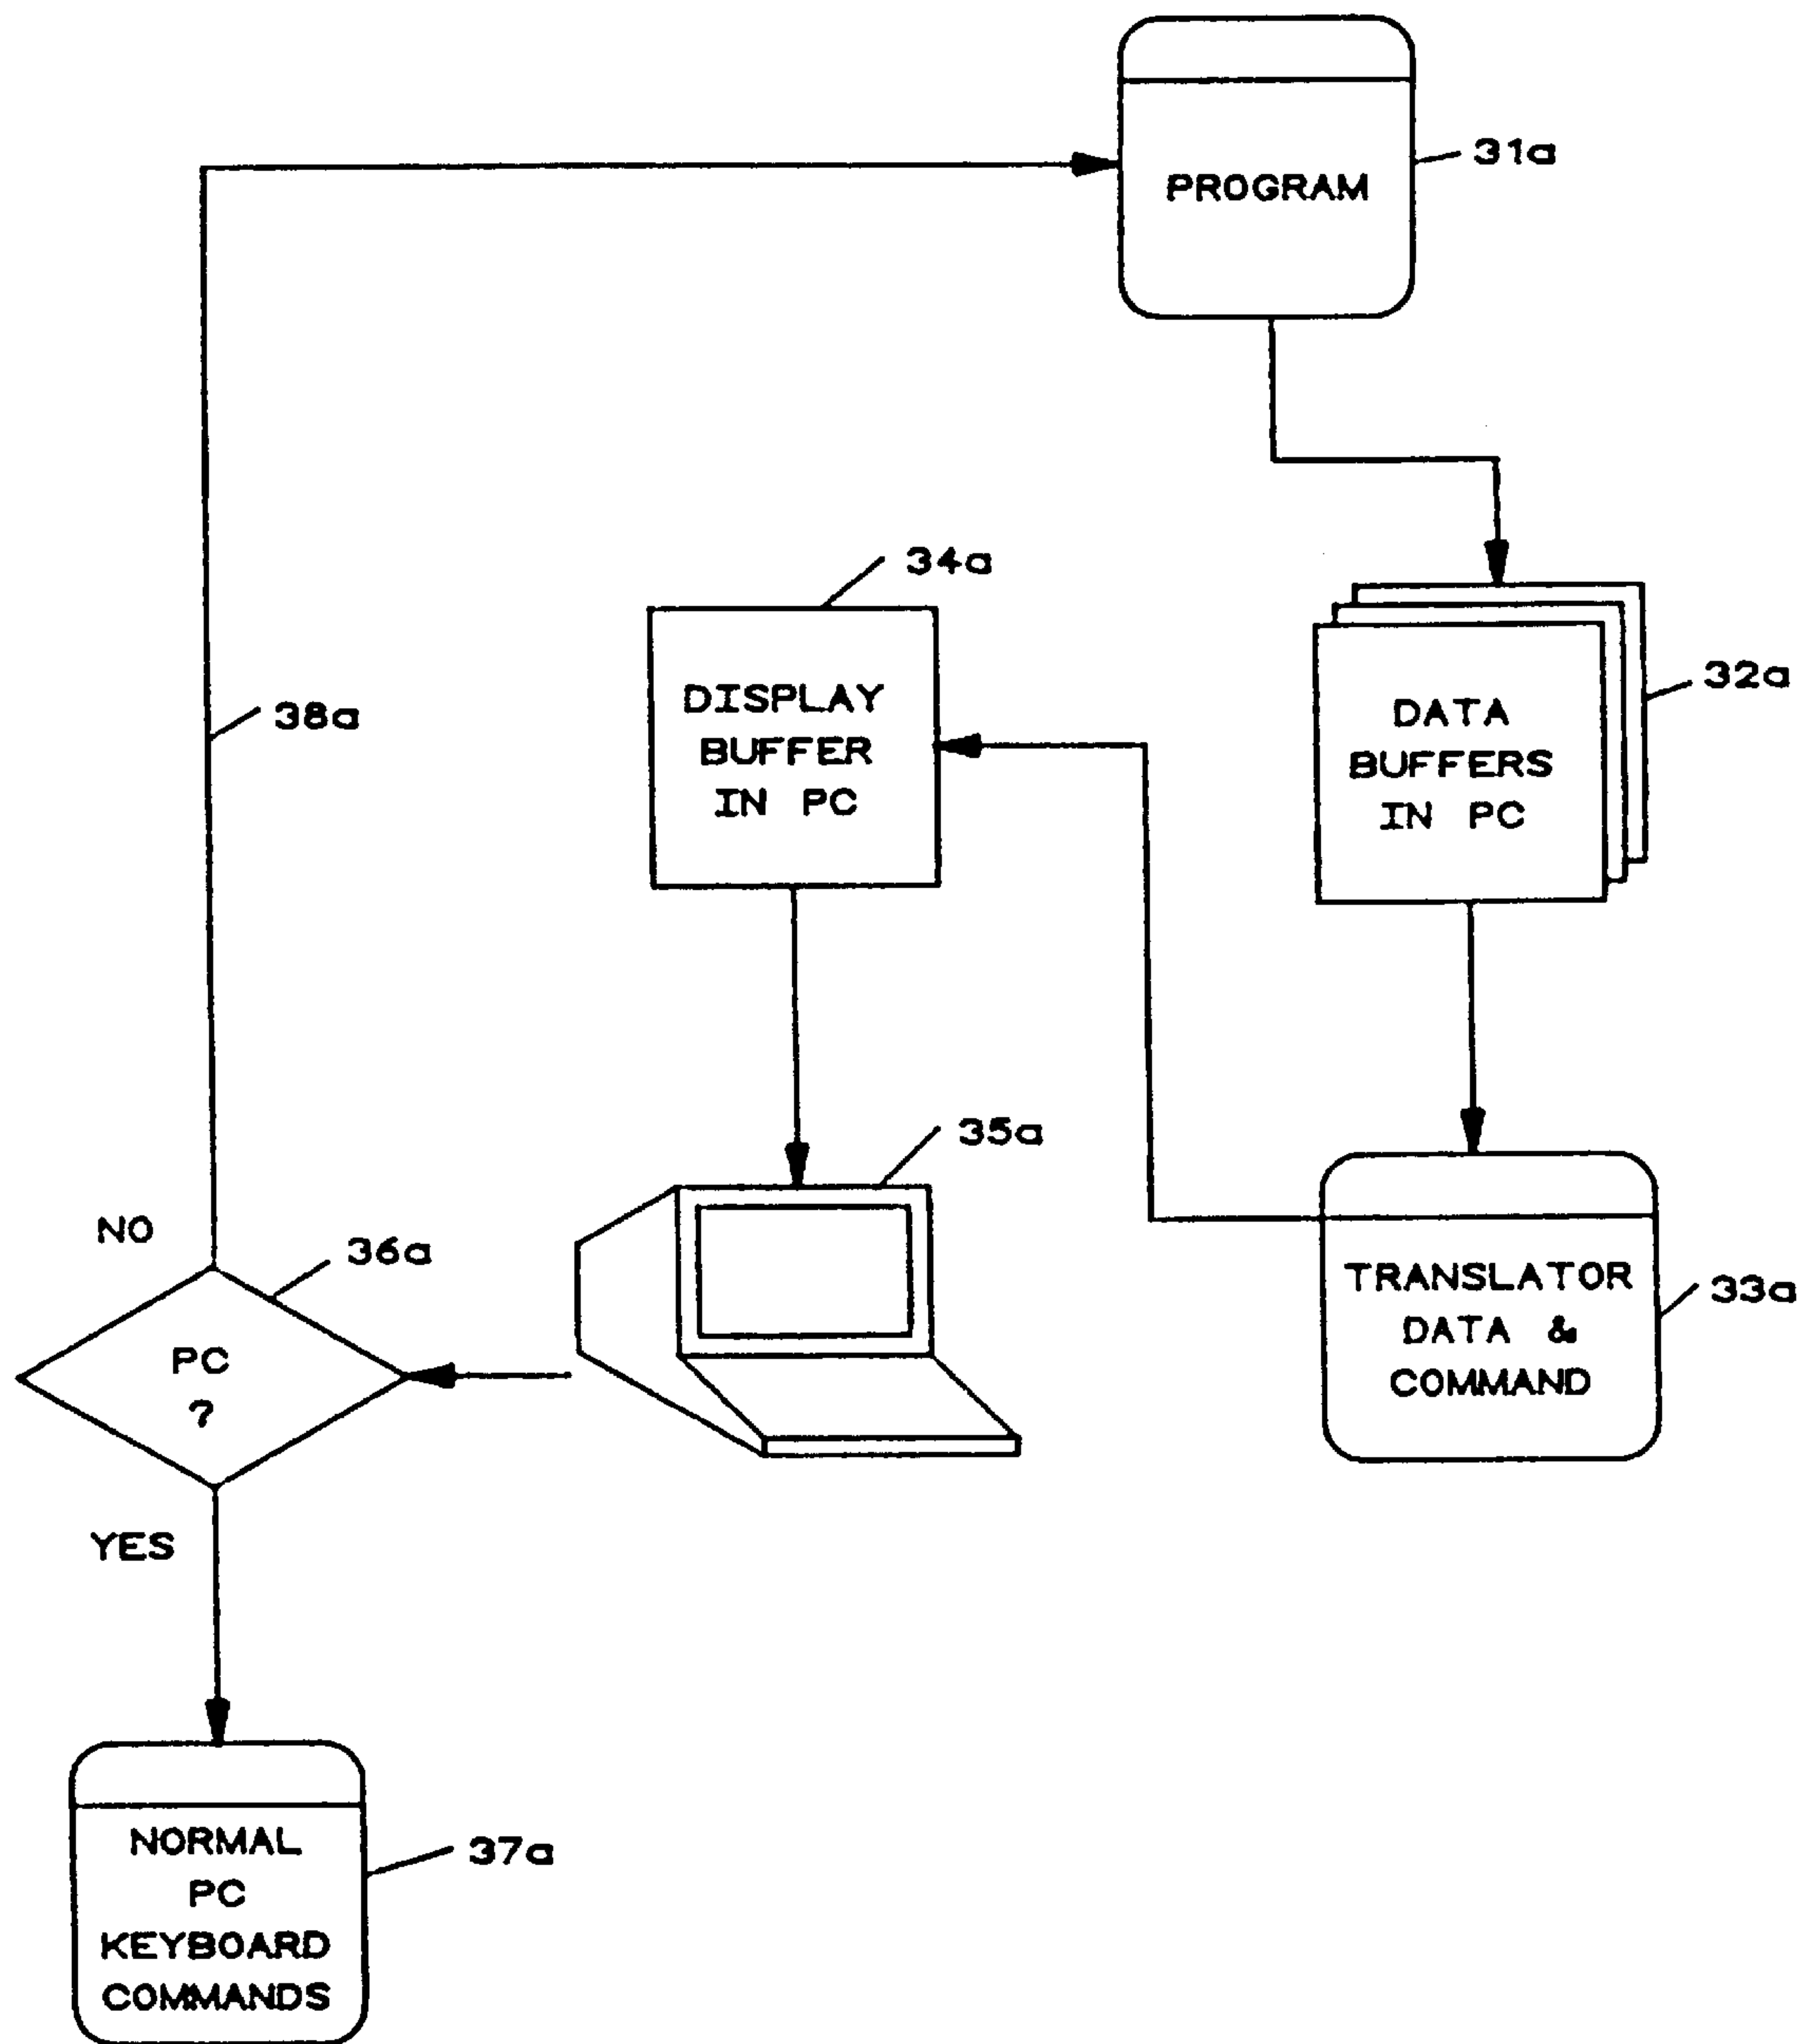 31a
PROGRAM
34a
DISPLAY
BUFFER
IN PC
32a
DATA
BUFFERS
IN PC
38a
35a
NO
36a
PC
?
TRANSLATOR
DATA &
COMMAND
33a
YES
NORMAL
PC
KEYBOARD
COMMANDS
37a